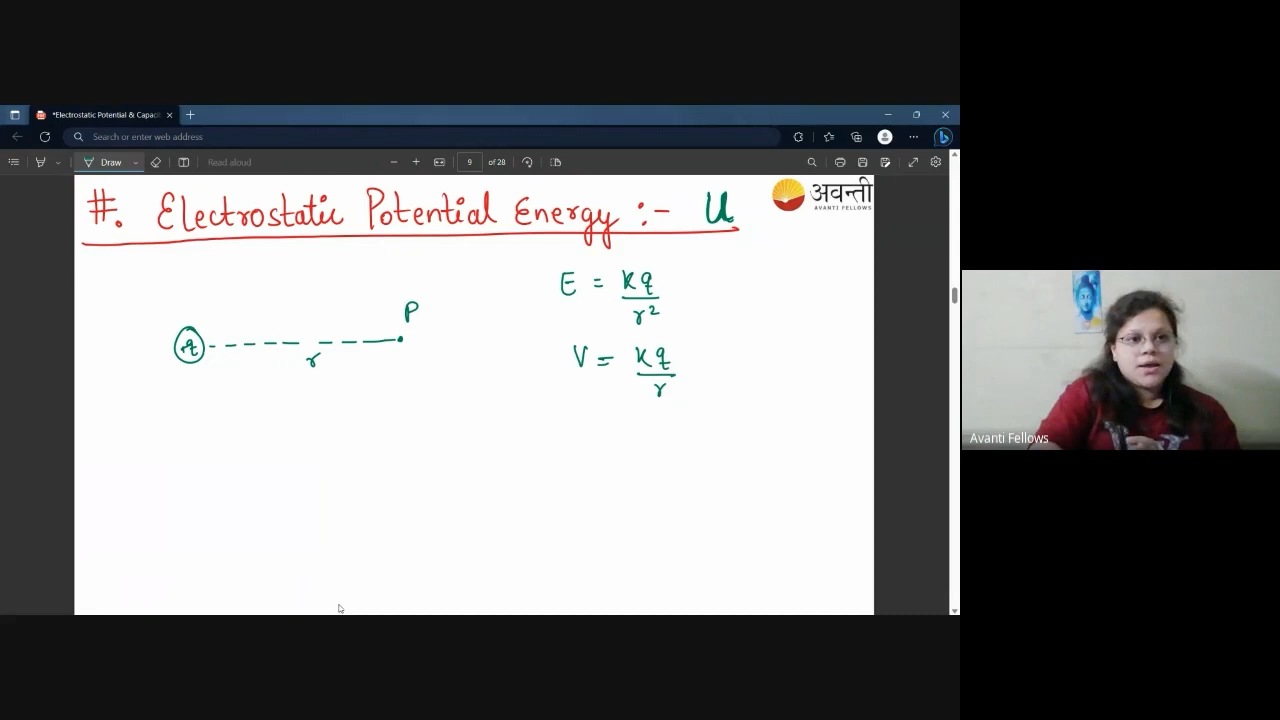 *Electrostatic Potential & Capaci
Search or enter web address
Draw
Read aloud
9 of 28
#. Electrostatic Potential Energy :- U
अवन्ती
AVANTI FELLOWS
E = kq / r²
P
q
r
V = kq / r
Avanti Fellows